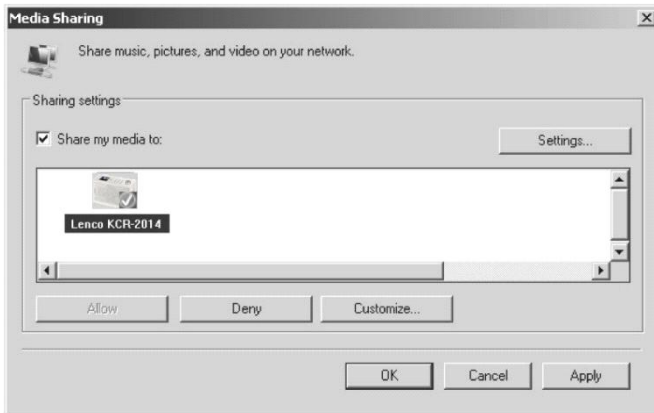 Media Sharing
Share music, pictures, and video on your network.
Sharing settings
Share my media to:
Settings...
Lenco KCR-2014
Allow
Deny
Customize...
OK
Cancel
Apply